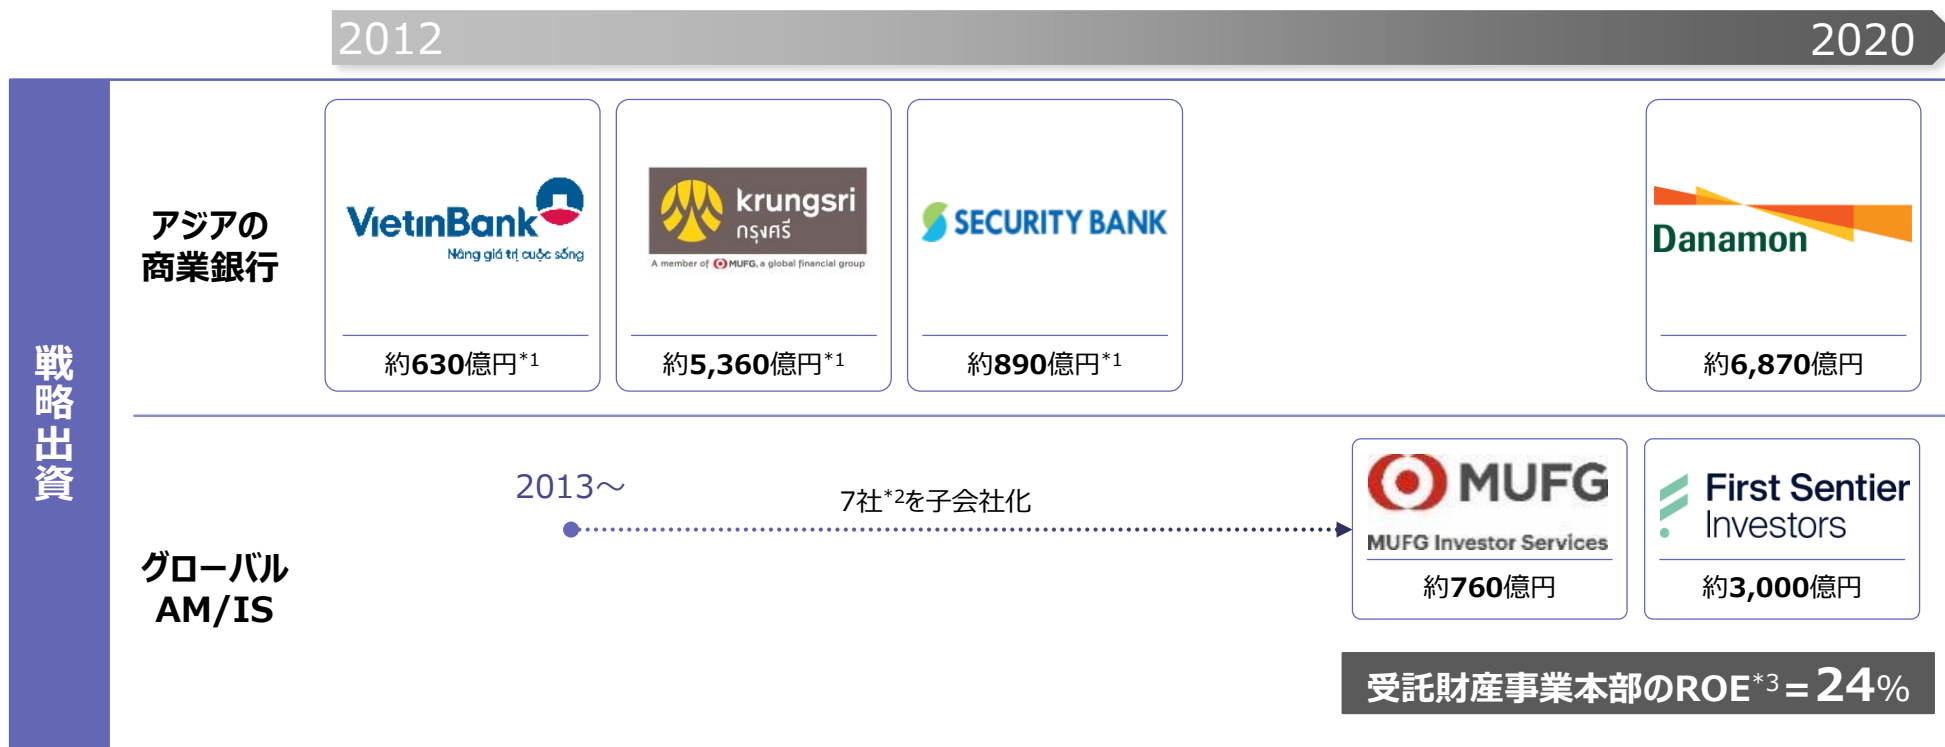 2012
2020
戦略出資
アジアの
商業銀行
VietinBank
Nâng giá trị cuộc sống
約630億円*1
krungsri
กรุงศรี
A member of MUFG, a global financial group
約5,360億円*1
SECURITY BANK
約890億円*1
Danamon
約6,870億円
グローバル
AM/IS
2013～
7社*2を子会社化
MUFG
MUFG Investor Services
約760億円
First Sentier
Investors
約3,000億円
受託財産事業本部のROE*3=24%